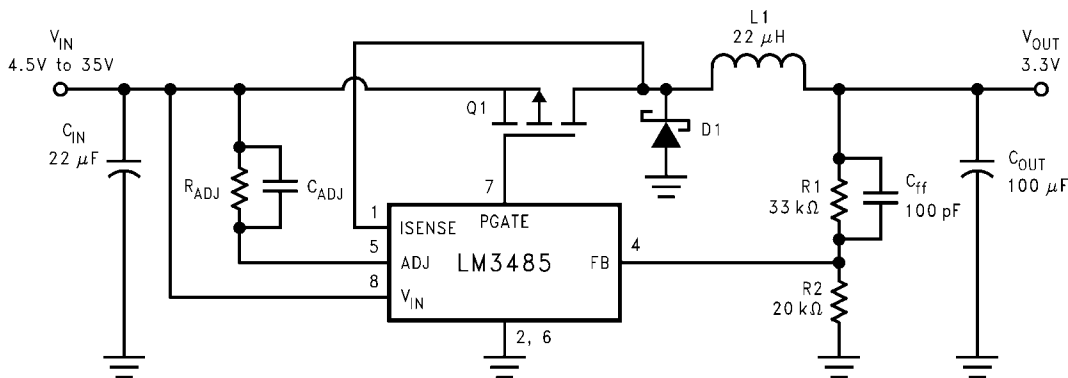 V_IN
4.5V to 35V
C_IN
22 μF
R_ADJ
C_ADJ
Q1
L1
22 μH
D1
V_OUT
3.3V
R1
33 kΩ
C_ff
100 pF
C_OUT
100 μF
7
1
ISENSE
PGATE
5
ADJ
LM3485
FB
4
8
V_IN
R2
20 kΩ
2, 6